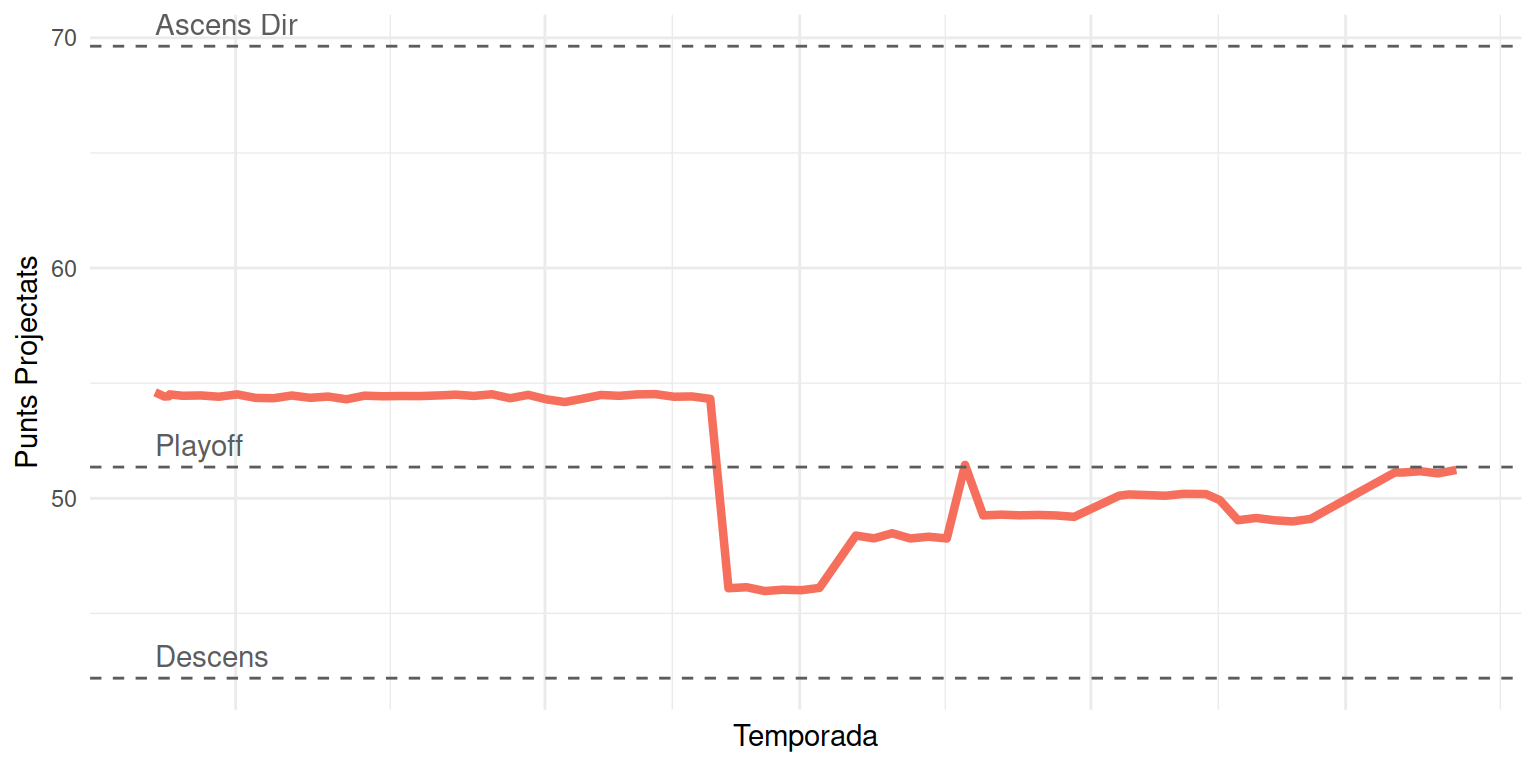 Ascens Dir
70
60
Punts Projectats
Playoff
50
Descens
Temporada